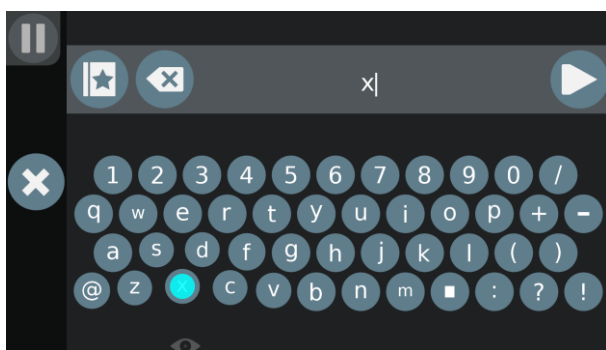 x
1 2 3 4 5 6 7 8 9 0 /
q w e r t y u i o p + -
a s d f g h j k l ( )
@ z x c v b n m ■ : ? !